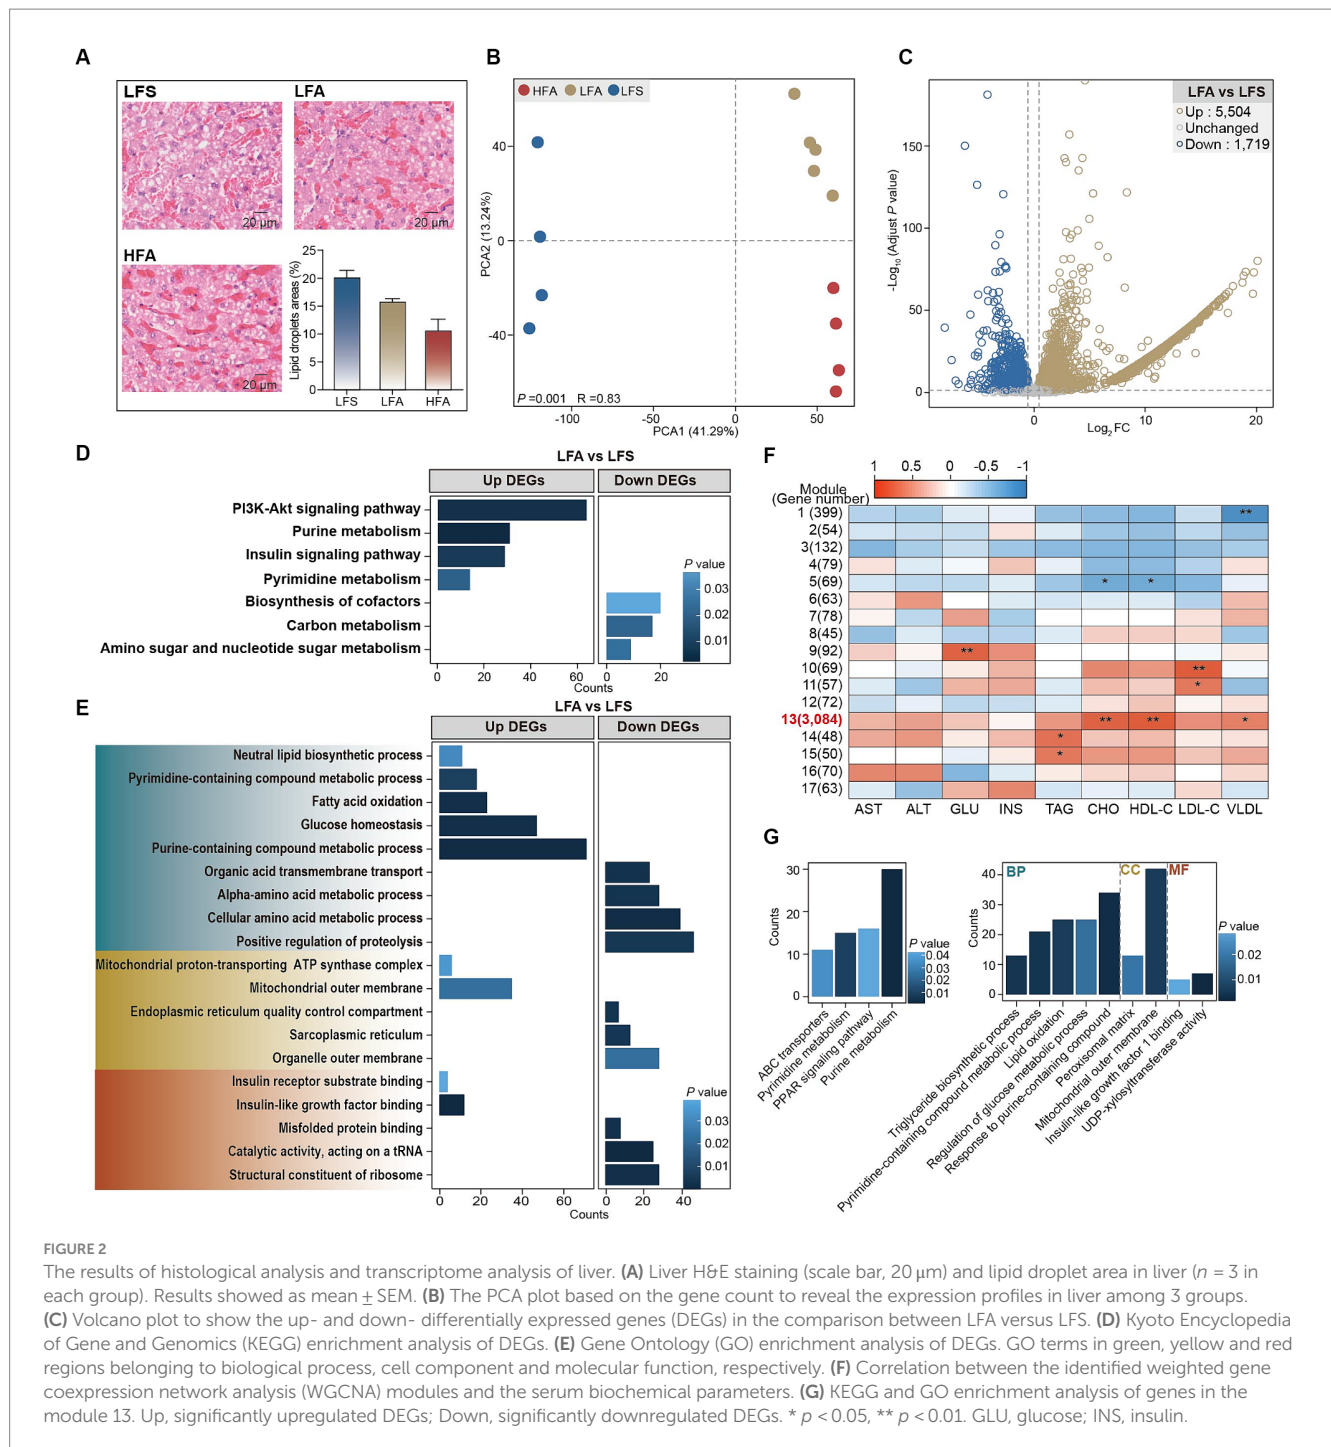 A
LFS
LFA
20 µm
20 µm
HFA
20 µm
Lipid droplets areas (%)
25
20
15
10
5
0
LFS LFA HFA
B
HFA LFA LFS
PCA2 (13.24%)
40
0
-40
P =0.001 R =0.83
-100 -50 0 50
PCA1 (41.29%)
C
LFA vs LFS
Up : 5,504
Unchanged
Down : 1,719
-Log10 (Adjust P value)
150
100
50
0
0 10 20
Log2 FC
D
LFA vs LFS
Up DEGs Down DEGs
PI3K-Akt signaling pathway
Purine metabolism
Insulin signaling pathway
Pyrimidine metabolism
Biosynthesis of cofactors
Carbon metabolism
Amino sugar and nucleotide sugar metabolism
P value
0.03
0.02
0.01
0 20 40 60 0 20
Counts
E
LFA vs LFS
Up DEGs Down DEGs
Neutral lipid biosynthetic process
Pyrimidine-containing compound metabolic process
Fatty acid oxidation
Glucose homeostasis
Purine-containing compound metabolic process
Organic acid transmembrane transport
Alpha-amino acid metabolic process
Cellular amino acid metabolic process
Positive regulation of proteolysis
Mitochondrial proton-transporting ATP synthase complex
Mitochondrial outer membrane
Endoplasmic reticulum quality control compartment
Sarcoplasmic reticulum
Organelle outer membrane
Insulin receptor substrate binding
Insulin-like growth factor binding
Misfolded protein binding
Catalytic activity, acting on a tRNA
Structural constituent of ribosome
P value
0.03
0.02
0.01
0 20 40 60 0 20 40
Counts
F
1 0.5 0 -0.5 -1
Module
(Gene number)
1 (399) **
2(54)
3(132)
4(79)
5(69) * *
6(63)
7(78)
8(45)
9(92) **
10(69) **
11(57) *
12(72)
13(3,084) ** ** *
14(48) *
15(50) *
16(70)
17(63)
AST ALT GLU INS TAG CHO HDL-C LDL-C VLDL
G
Counts
30
20
10
0
P value
0.04
0.03
0.02
0.01
ABC transporters
Pyrimidine metabolism
PPAR signaling pathway
Purine metabolism
BP CC MF
Counts
40
30
20
10
0
P value
0.02
0.01
Triglyceride biosynthetic process
Pyrimidine-containing compound metabolic process
Lipid oxidation
Regulation of glucose metabolic process
Response to purine-containing compound
Peroxisomal matrix
Mitochondrial outer membrane
Insulin-like growth factor 1 binding
UDP-xylosyltransferase activity
FIGURE 2
The results of histological analysis and transcriptome analysis of liver. (A) Liver H&E staining (scale bar, 20 µm) and lipid droplet area in liver (n = 3 in
each group). Results showed as mean ± SEM. (B) The PCA plot based on the gene count to reveal the expression profiles in liver among 3 groups.
(C) Volcano plot to show the up- and down- differentially expressed genes (DEGs) in the comparison between LFA versus LFS. (D) Kyoto Encyclopedia
of Gene and Genomics (KEGG) enrichment analysis of DEGs. (E) Gene Ontology (GO) enrichment analysis of DEGs. GO terms in green, yellow and red
regions belonging to biological process, cell component and molecular function, respectively. (F) Correlation between the identified weighted gene
coexpression network analysis (WGCNA) modules and the serum biochemical parameters. (G) KEGG and GO enrichment analysis of genes in the
module 13. Up, significantly upregulated DEGs; Down, significantly downregulated DEGs. * p < 0.05, ** p < 0.01. GLU, glucose; INS, insulin.